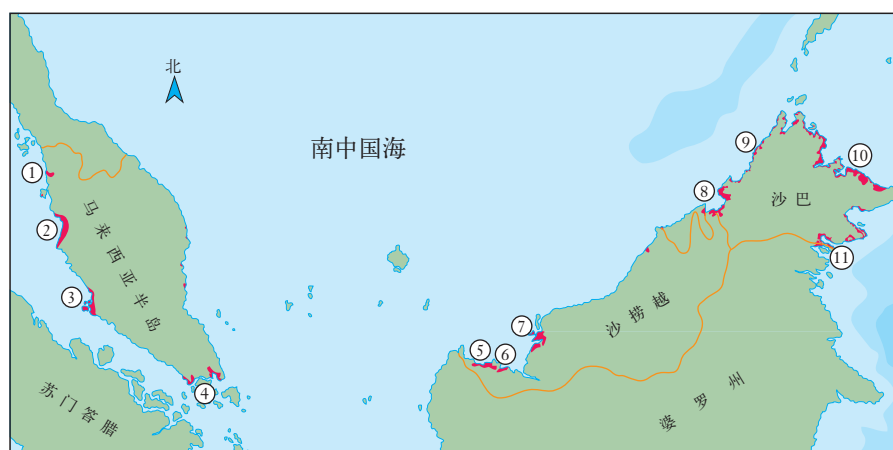 北
南中国海
马来西亚半岛
苏门答腊
沙捞越
沙巴
婆罗州
①
②
③
④
⑤
⑥
⑦
⑧
⑨
⑩
⑪